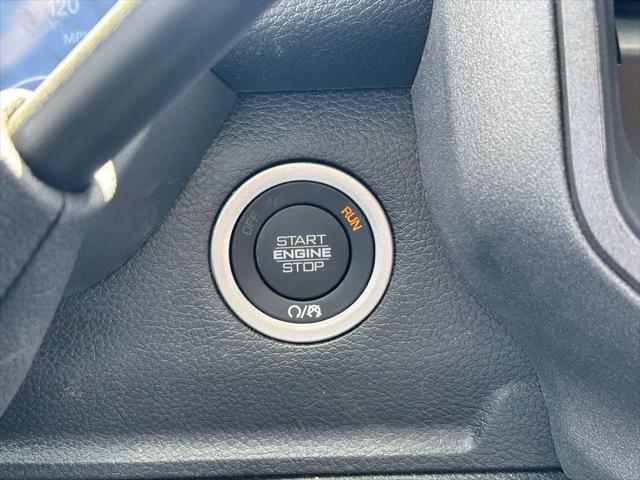 120
MPH
OFF
RUN
START
ENGINE
STOP